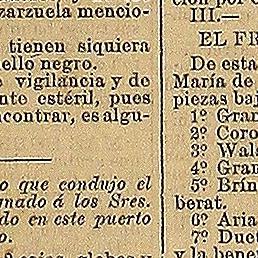 zarzuela mencio-
tienen siquiera
ello negro.
vigilancia y de
nte estéril, pues
contrar, es algu-
o que condujo el
gnado á los Sres.
do en este puerto
o.
III.—
EL FR
De esta
María de
piezas baj
1º Gran
2º Coro
3º Wals
4º Gran
5º Brin
berat.
6º Aria
7º Duet
y la bene